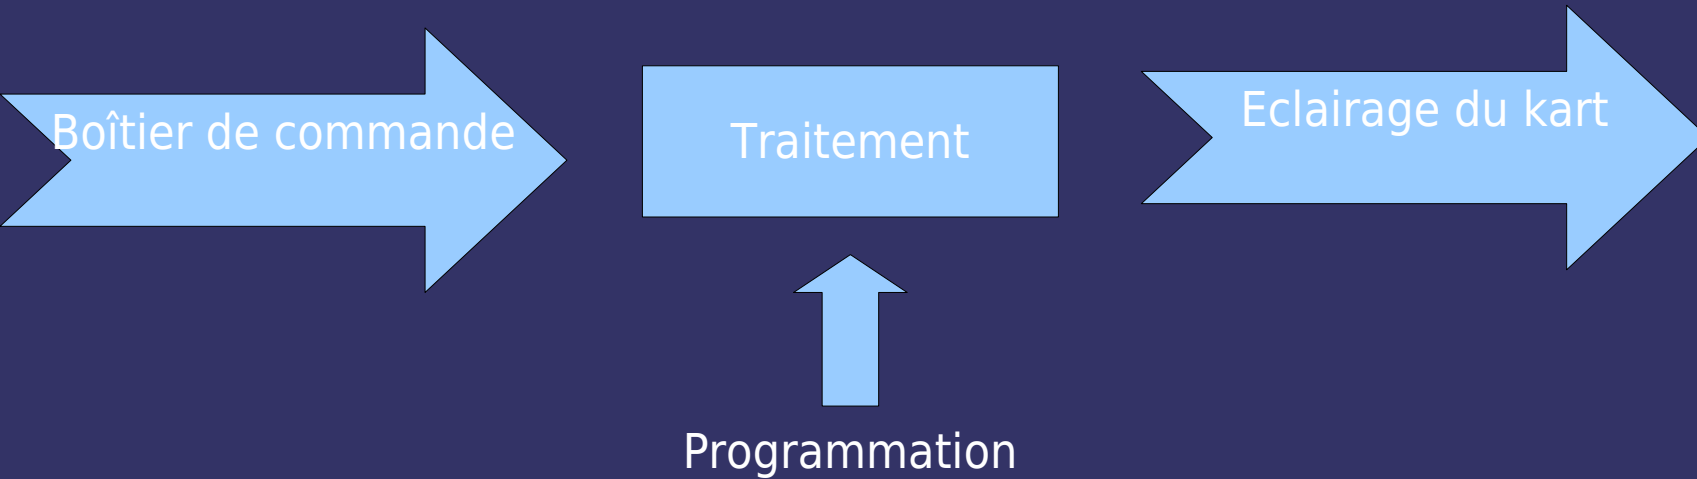 Boîtier de commande
Traitement
Eclairage du kart
Programmation